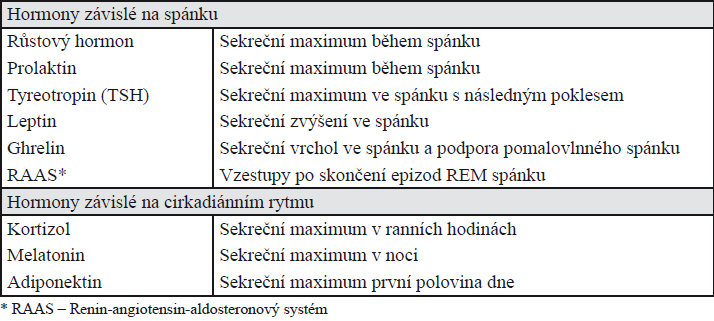 Hormony závislé na spánku
Růstový hormon Sekreční maximum během spánku
Prolaktin Sekreční maximum během spánku
Tyreotropin (TSH) Sekreční maximum ve spánku s následným poklesem
Leptin Sekreční zvýšení ve spánku
Ghrelin Sekreční vrchol ve spánku a podpora pomalovlnného spánku
RAAS* Vzestupy po skončení epizod REM spánku
Hormony závislé na cirkadiánním rytmu
Kortizol Sekreční maximum v ranních hodinách
Melatonin Sekreční maximum v noci
Adiponektin Sekreční maximum první polovina dne
* RAAS – Renin-angiotensin-aldosteronový systém